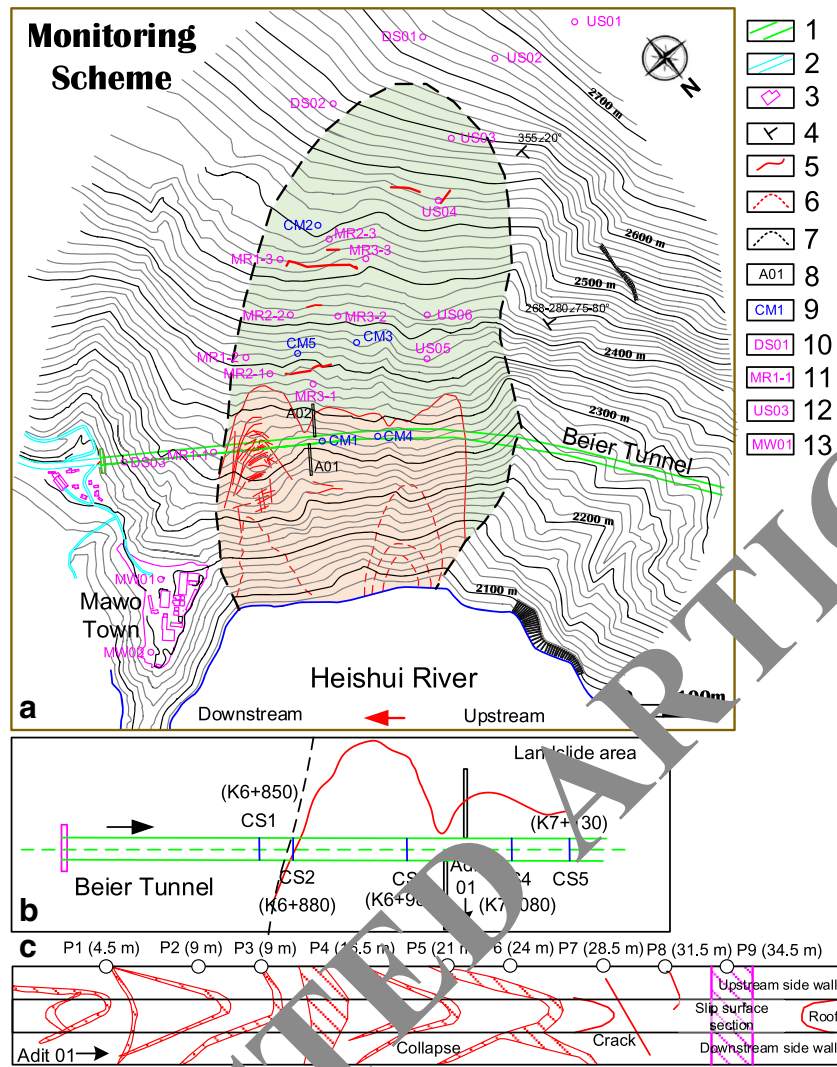 Monitoring
Scheme
US01
DS01
US02
N
2700 m
DS02
US03
355∠20°
US04
CM2
MR2-3
2600 m
MR1-3
MR3-3
2500 m
268-280∠75-80°
MR2-2
MR3-2
US06
CM3
2400 m
CM5
MR1-2
US05
MR2-1
MR3-1
2300 m
A02
CM1
CM4
Beier Tunnel
MR1-1
DS03
A01
2200 m
2100 m
MW01
Mawo
Town
MW02
Heishui River
100m
a
Downstream
Upstream
1
2
3
4
5
6
7
A01 8
CM1 9
DS01 10
MR1-1 11
US03 12
MW01 13
Landslide area
(K6+850)
CS1
Beier Tunnel
CS2
(K6+880)
Adit
01
CS5
b
c
P1 (4.5 m)
P2 (9 m)
P3 (9 m)
P4
P5 (21 m)
(24 m)
P7 (28.5 m)
P8 (31.5 m)
P9 (34.5 m)
Upstream side wall
Slip surface
section
Roof
Downstream side wall
Adit 01
Collapse
Crack